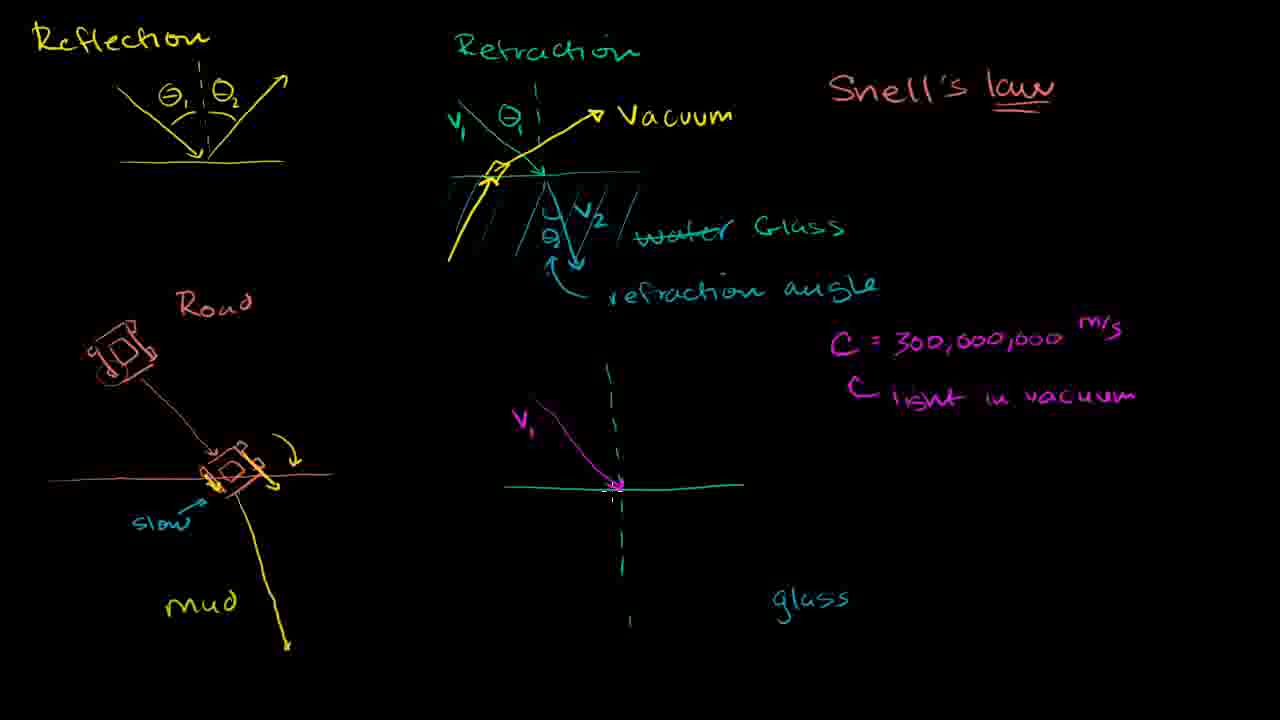 Reflection
θ₁ θ₂
Refraction
V₁ θ₁ Vacuum
θ₂ V₂
water Glass
refraction angle
Snell's law
C = 300,000,000 m/s
C light in vacuum
Road
slow
mud
V₁
glass